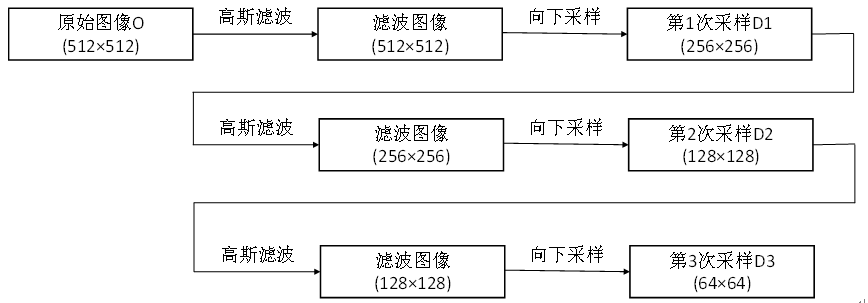 原始图像O
(512×512)
高斯滤波
滤波图像
(512×512)
向下采样
第1次采样D1
(256×256)
高斯滤波
滤波图像
(256×256)
向下采样
第2次采样D2
(128×128)
高斯滤波
滤波图像
(128×128)
向下采样
第3次采样D3
(64×64)